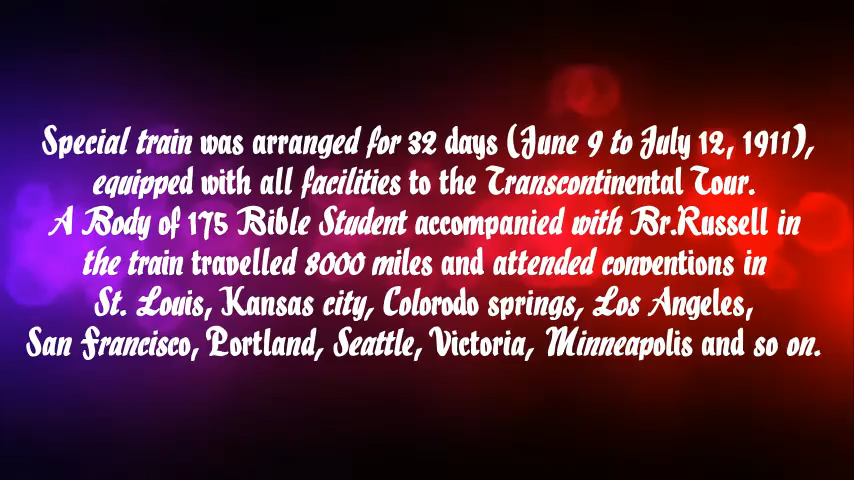 Special train was arranged for 32 days (June 9 to July 12, 1911),
equipped with all facilities to the Transcontinental Tour.
A Body of 175 Bible Student accompanied with Br.Russell in
the train travelled 8000 miles and attended conventions in
St. Louis, Kansas city, Colorodo springs, Los Angeles,
San Francisco, Portland, Seattle, Victoria, Minneapolis and so on.